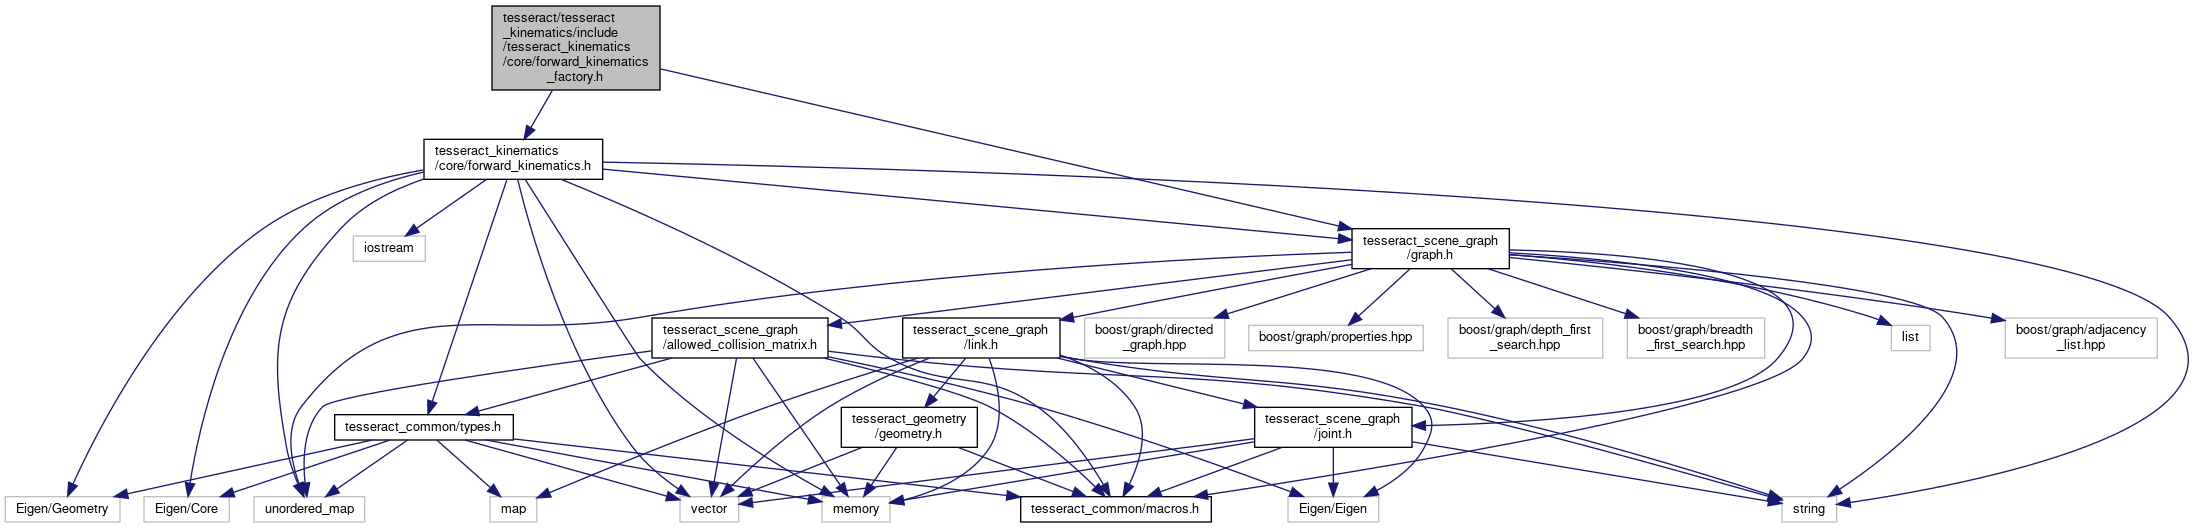 tesseract/tesseract
_kinematics/include
/tesseract_kinematics
/core/forward_kinematics
_factory.h
tesseract_kinematics
/core/forward_kinematics.h
iostream
tesseract_scene_graph
/graph.h
tesseract_scene_graph
/allowed_collision_matrix.h
tesseract_scene_graph
/link.h
boost/graph/directed
_graph.hpp
boost/graph/properties.hpp
boost/graph/depth_first
_search.hpp
boost/graph/breadth
_first_search.hpp
list
boost/graph/adjacency
_list.hpp
tesseract_common/types.h
tesseract_geometry
/geometry.h
tesseract_scene_graph
/joint.h
Eigen/Geometry
Eigen/Core
unordered_map
map
vector
memory
tesseract_common/macros.h
Eigen/Eigen
string